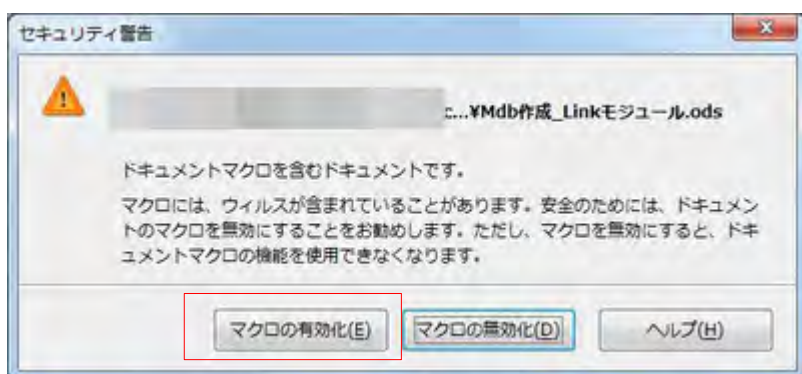 セキュリティ警告
c...¥Mdb作成_Linkモジュール.ods
ドキュメントマクロを含むドキュメントです。
マクロには、ウィルスが含まれていることがあります。安全のためには、ドキュメン
トのマクロを無効にすることをお勧めします。ただし、マクロを無効にすると、ドキ
ュメントマクロの機能を使用できなくなります。
マクロの有効化(E) マクロの無効化(D) ヘルプ(H)